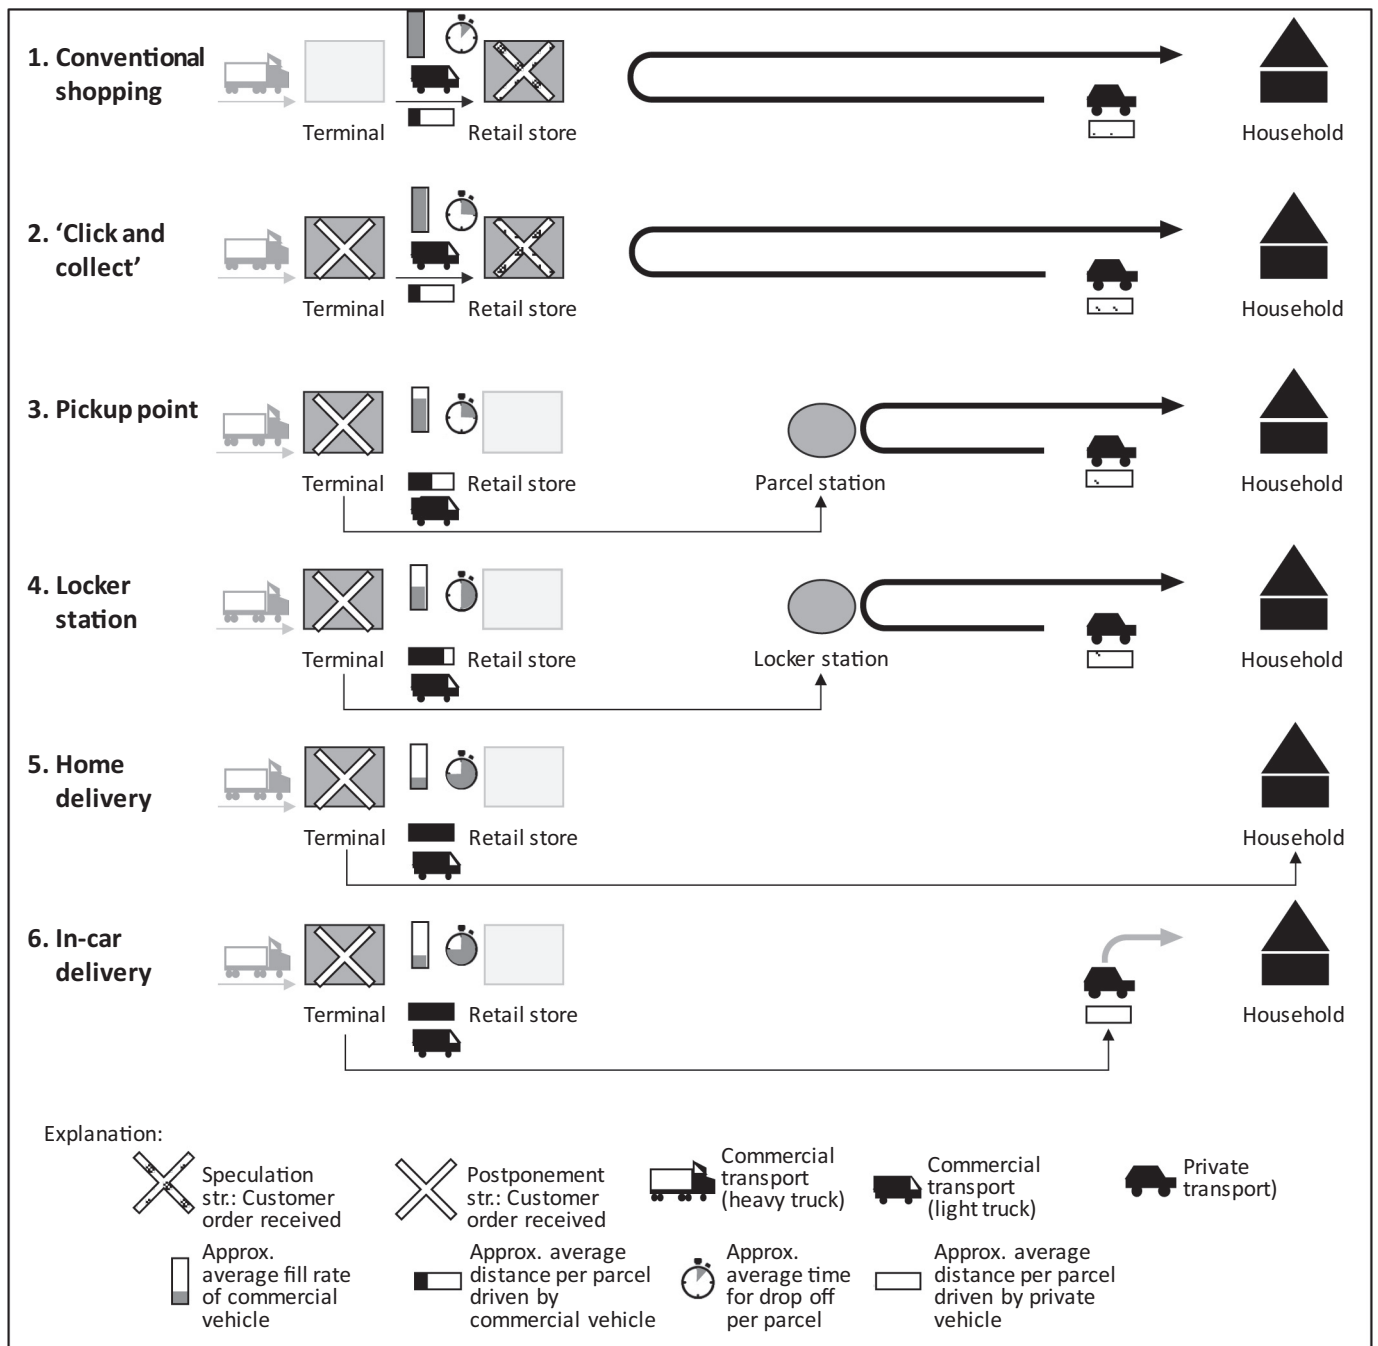 1. Conventional
shopping
Terminal
Retail store
Household
2. ‘Click and
collect’
Terminal
Retail store
Household
3. Pickup point
Terminal
Retail store
Parcel station
Household
4. Locker
station
Terminal
Retail store
Locker station
Household
5. Home
delivery
Terminal
Retail store
Household
6. In-car
delivery
Terminal
Retail store
Household
Explanation:
Speculation
str.: Customer
order received
Postponement
str.: Customer
order received
Commercial
transport
(heavy truck)
Commercial
transport
(light truck)
Private
transport)
Approx.
average fill rate
of commercial
vehicle
Approx. average
distance per parcel
driven by
commercial vehicle
Approx.
average time
for drop off
per parcel
Approx. average
distance per parcel
driven by private
vehicle